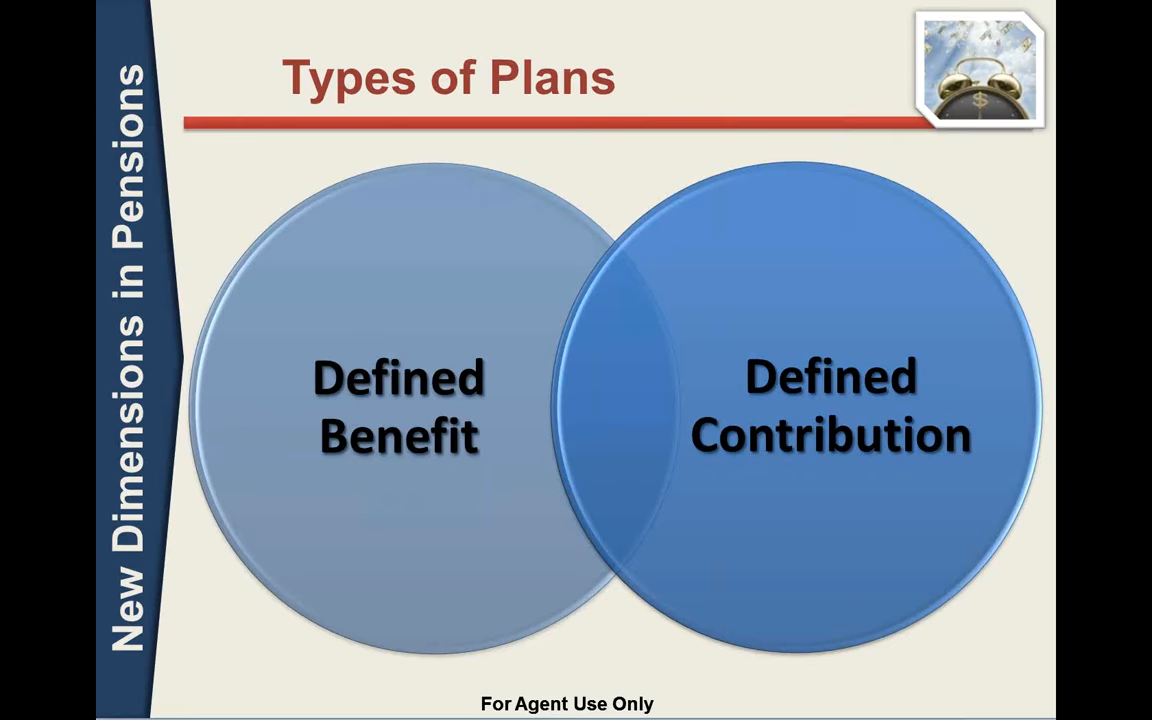 Types of Plans
New Dimensions in Pensions
Defined
Benefit
Defined
Contribution
For Agent Use Only
$